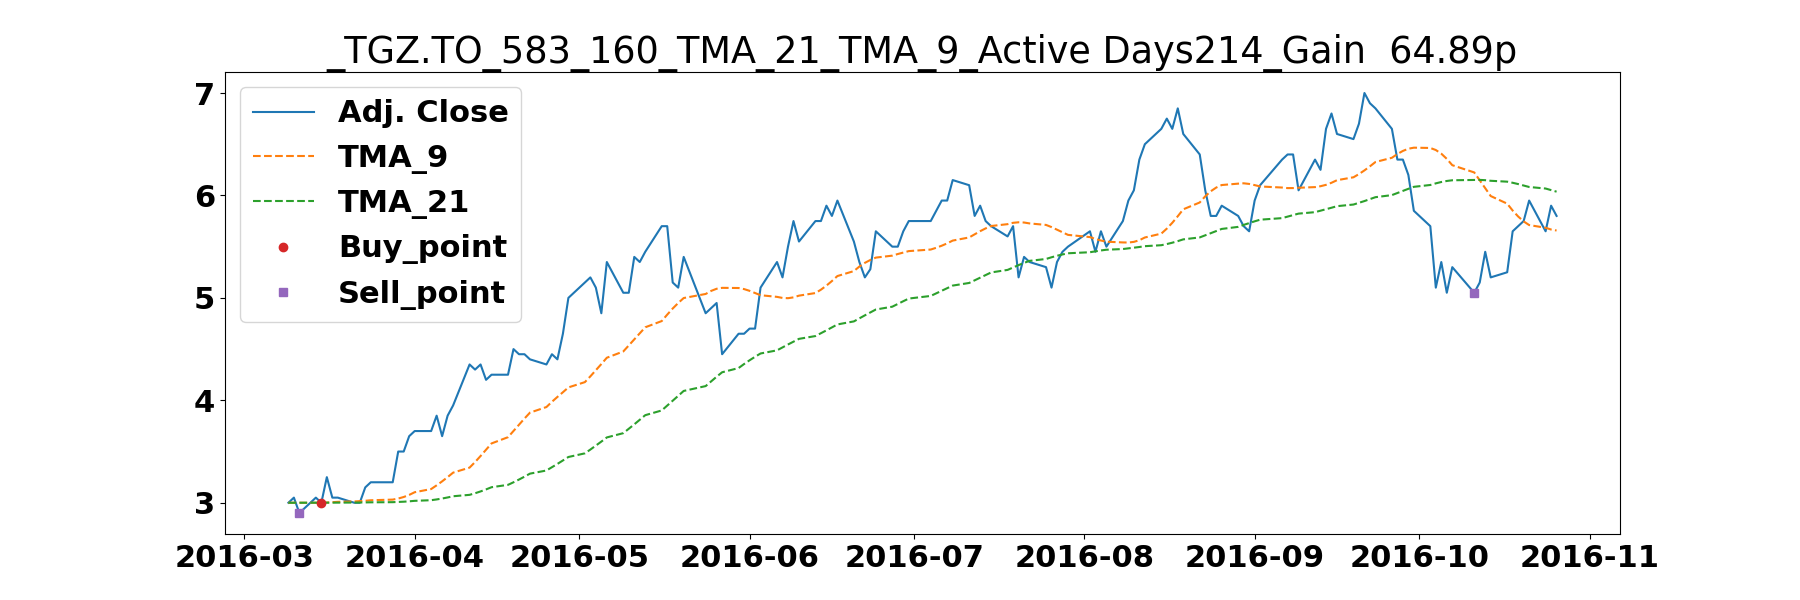 _TGZ.TO_583_160_TMA_21_TMA_9_Active Days214_Gain  64.89p
7
6
5
4
3
Adj. Close
TMA_9
TMA_21
Buy_point
Sell_point
2016-03 2016-04 2016-05 2016-06 2016-07 2016-08 2016-09 2016-10 2016-11